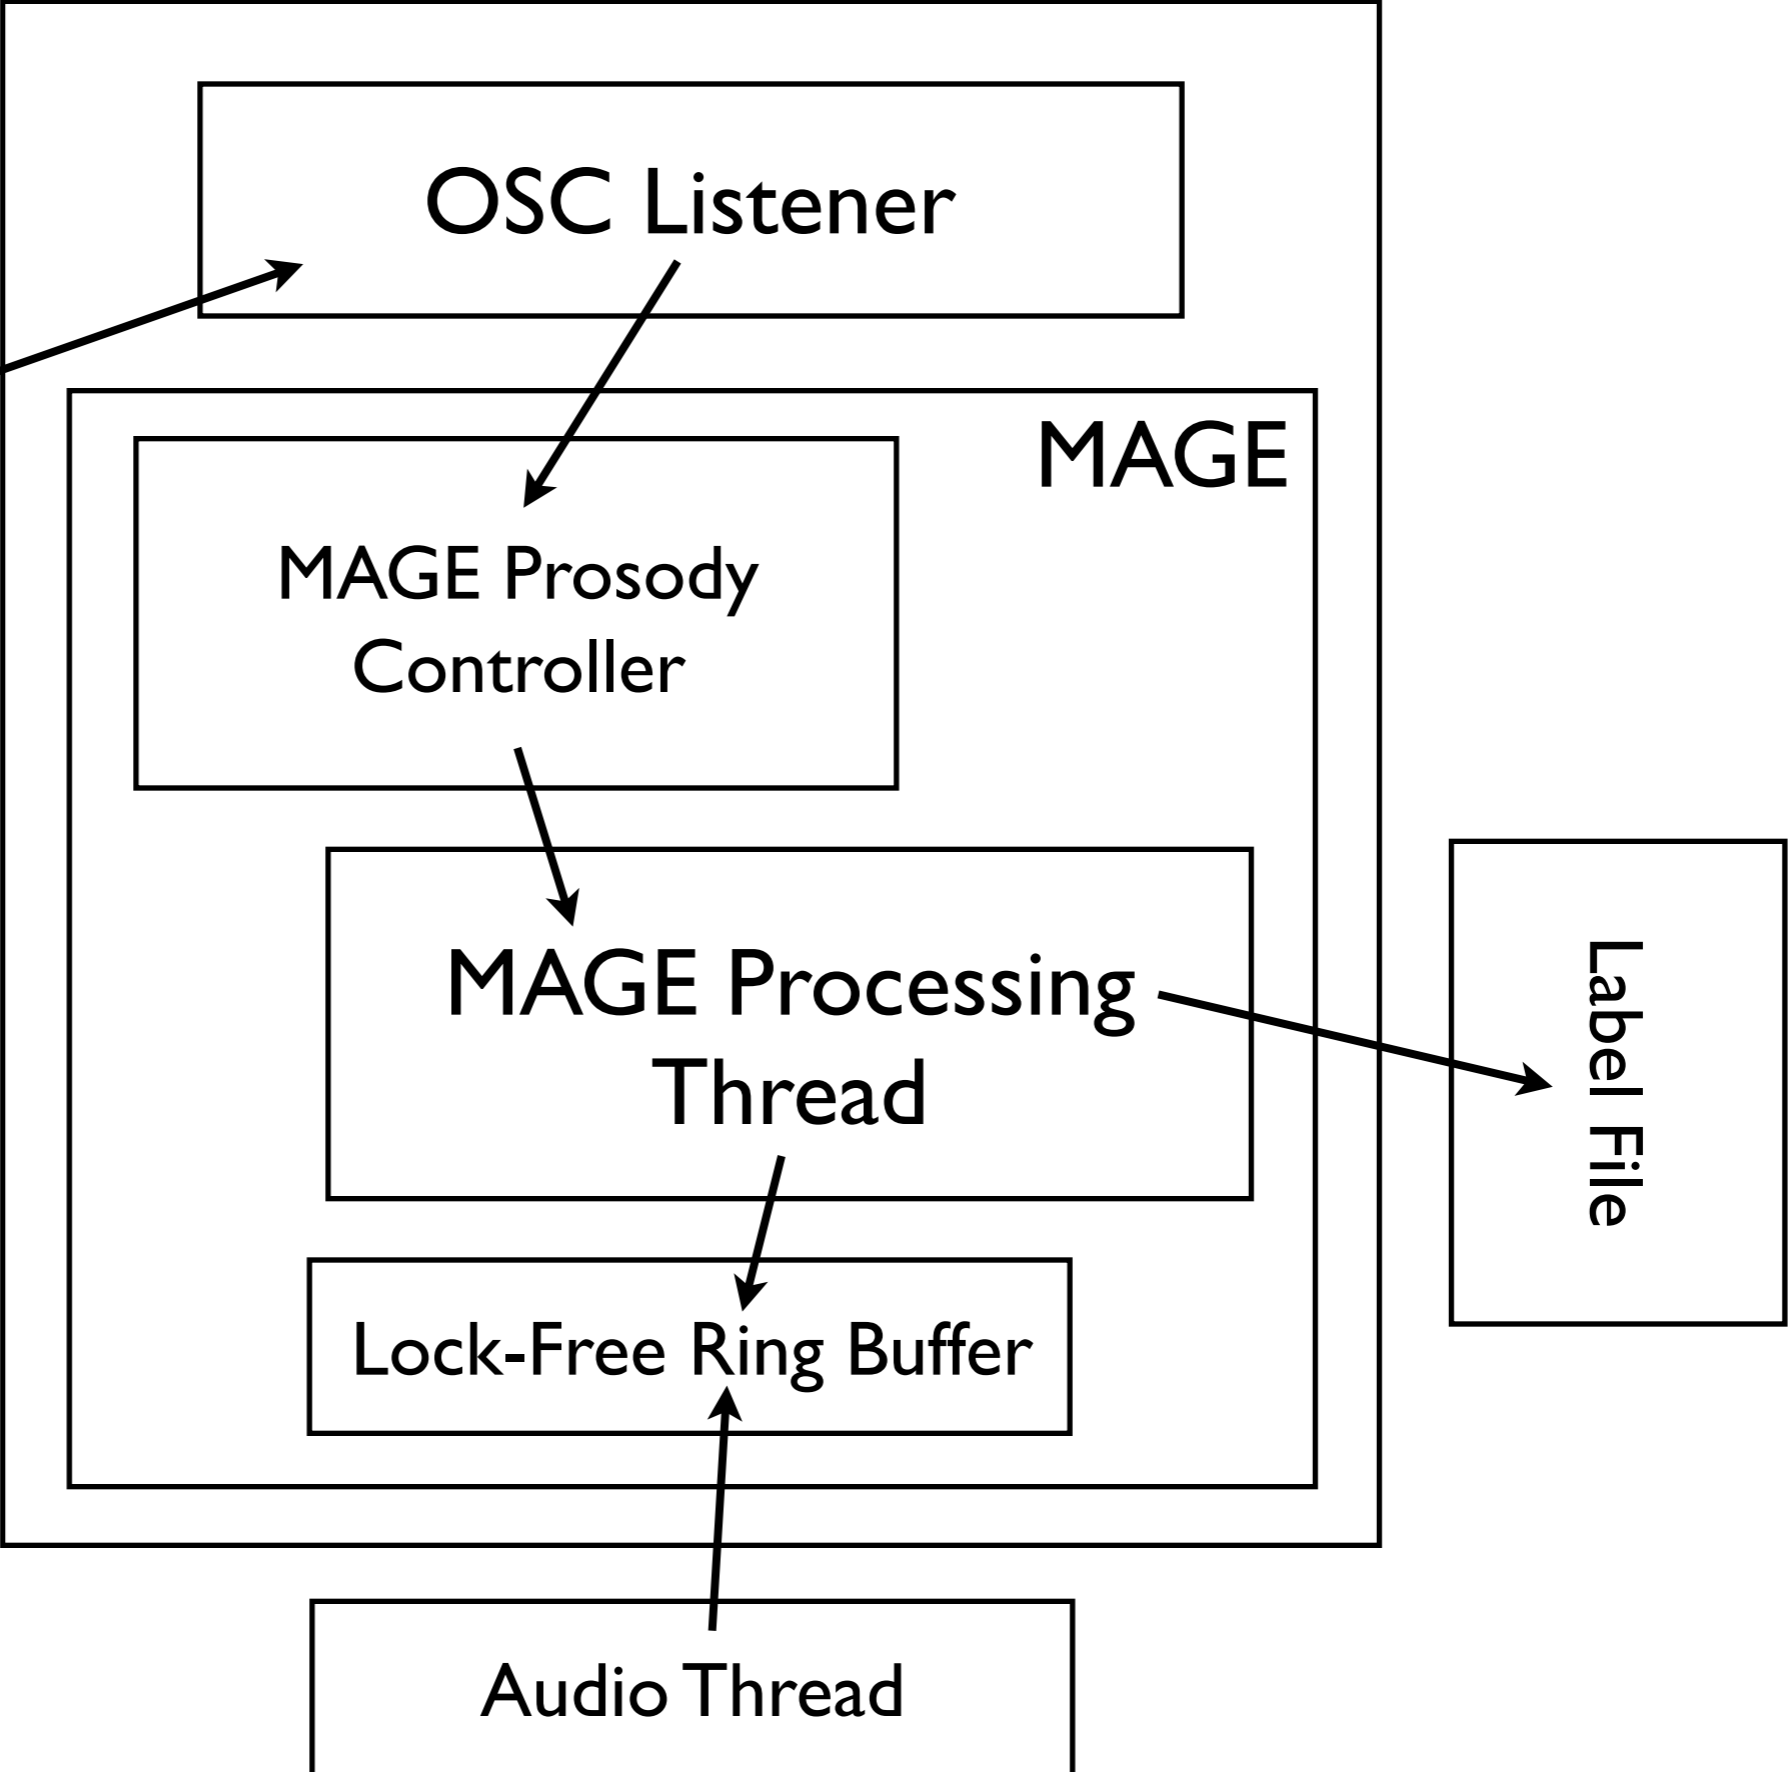 OSC Listener
MAGE
MAGE Prosody
Controller
MAGE Processing
Thread
Label File
Lock-Free Ring Buffer
Audio Thread